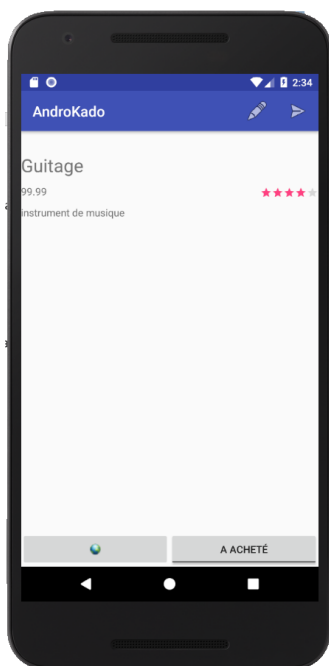 2:34
AndroKado
Guitage
99.99
instrument de musique
A ACHETÉ